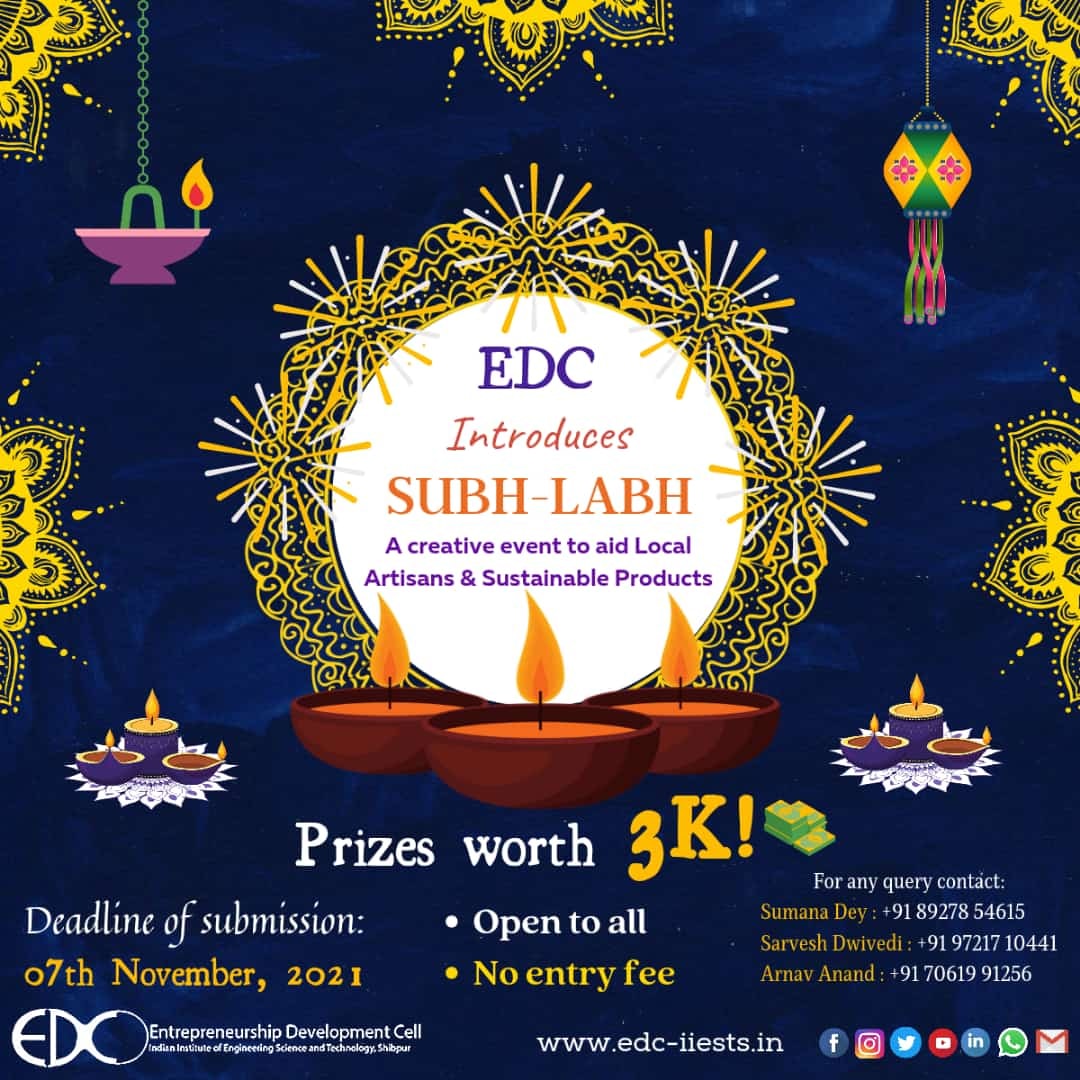 EDC
Introduces
SUBH-LABH
A creative event to aid Local
Artisans & Sustainable Products
Prizes worth 3K!
Deadline of submission:
07th November, 2021
• Open to all
• No entry fee
For any query contact:
Sumana Dey : +91 89278 54615
Sarvesh Dwivedi : +91 97217 10441
Arnav Anand : +91 70619 91256
EDC
Entrepreneurship Development Cell
Indian Institute of Engineering Science and Technology, Shibpur
www.edc-iiests.in